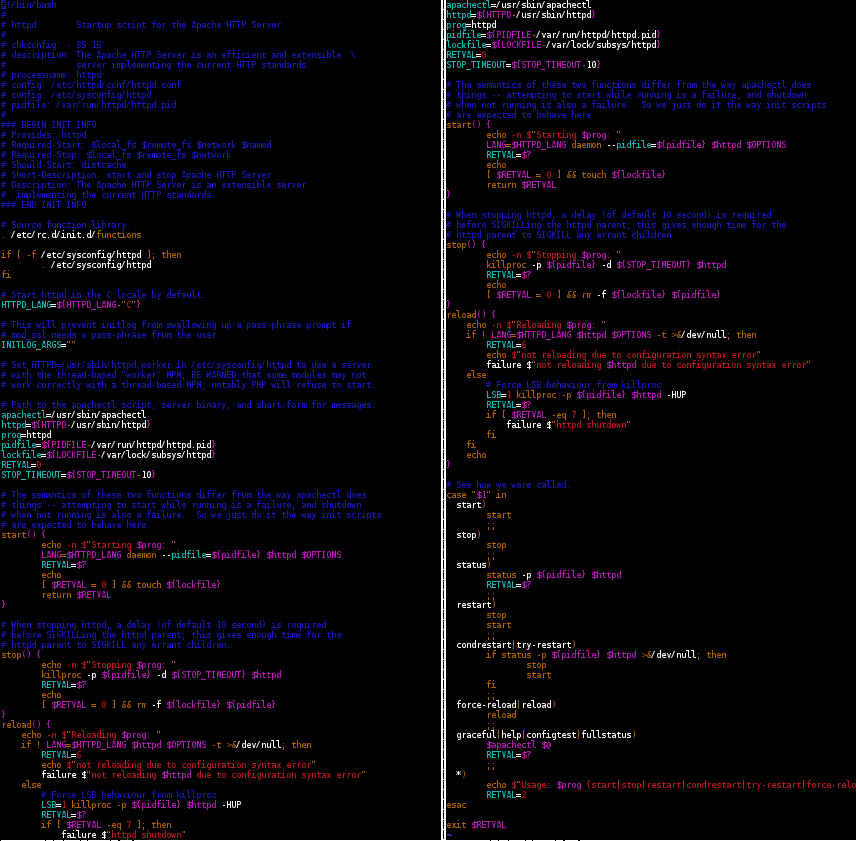 #!/bin/bash
#
# httpd        Startup script for the Apache HTTP Server
#
# chkconfig: - 85 15
# description: The Apache HTTP Server is an efficient and extensible  \
#              server implementing the current HTTP standards.
# processname: httpd
# config: /etc/httpd/conf/httpd.conf
# config: /etc/sysconfig/httpd
# pidfile: /var/run/httpd/httpd.pid
#
### BEGIN INIT INFO
# Provides: httpd
# Required-Start: $local_fs $remote_fs $network $named
# Required-Stop: $local_fs $remote_fs $network
# Should-Start: distcache
# Short-Description: start and stop Apache HTTP Server
# Description: The Apache HTTP Server is an extensible server
#  implementing the current HTTP standards.
### END INIT INFO

# Source function library.
. /etc/rc.d/init.d/functions

if [ -f /etc/sysconfig/httpd ]; then
        . /etc/sysconfig/httpd
fi

# Start httpd in the C locale by default.
HTTPD_LANG=${HTTPD_LANG-"C"}

# This will prevent initlog from swallowing up a pass-phrase prompt if
# mod_ssl needs a pass-phrase from the user.
INITLOG_ARGS=""

# Set HTTPD=/usr/sbin/httpd.worker in /etc/sysconfig/httpd to use a server
# with the thread-based "worker" MPM; BE WARNED that some modules may not
# work correctly with a thread-based MPM; notably PHP will refuse to start.

# Path to the apachectl script, server binary, and short-form for messages.
apachectl=/usr/sbin/apachectl
httpd=${HTTPD-/usr/sbin/httpd}
prog=httpd
pidfile=${PIDFILE-/var/run/httpd/httpd.pid}
lockfile=${LOCKFILE-/var/lock/subsys/httpd}
RETVAL=0
STOP_TIMEOUT=${STOP_TIMEOUT-10}

# The semantics of these two functions differ from the way apachectl does
# things -- attempting to start while running is a failure, and shutdown
# when not running is also a failure.  So we just do it the way init scripts
# are expected to behave here.
start() {
        echo -n $"Starting $prog: "
        LANG=$HTTPD_LANG daemon --pidfile=${pidfile} $httpd $OPTIONS
        RETVAL=$?
        echo
        [ $RETVAL = 0 ] && touch ${lockfile}
        return $RETVAL
}

# When stopping httpd, a delay (of default 10 second) is required
# before SIGKILLing the httpd parent; this gives enough time for the
# httpd parent to SIGKILL any errant children.
stop() {
        echo -n $"Stopping $prog: "
        killproc -p ${pidfile} -d ${STOP_TIMEOUT} $httpd
        RETVAL=$?
        echo
        [ $RETVAL = 0 ] && rm -f ${lockfile} ${pidfile}
}
reload() {
    echo -n $"Reloading $prog: "
    if ! LANG=$HTTPD_LANG $httpd $OPTIONS -t >&/dev/null; then
        RETVAL=6
        echo $"not reloading due to configuration syntax error"
        failure $"not reloading $httpd due to configuration syntax error"
    else
        # Force LSB behaviour from killproc
        LSB=1 killproc -p ${pidfile} $httpd -HUP
        RETVAL=$?
        if [ $RETVAL -eq 7 ]; then
            failure $"httpd shutdown"
apachectl=/usr/sbin/apachectl
httpd=${HTTPD-/usr/sbin/httpd}
prog=httpd
pidfile=${PIDFILE-/var/run/httpd/httpd.pid}
lockfile=${LOCKFILE-/var/lock/subsys/httpd}
RETVAL=0
STOP_TIMEOUT=${STOP_TIMEOUT-10}

# The semantics of these two functions differ from the way apachectl does
# things -- attempting to start while running is a failure, and shutdown
# when not running is also a failure.  So we just do it the way init scripts
# are expected to behave here.
start() {
        echo -n $"Starting $prog: "
        LANG=$HTTPD_LANG daemon --pidfile=${pidfile} $httpd $OPTIONS
        RETVAL=$?
        echo
        [ $RETVAL = 0 ] && touch ${lockfile}
        return $RETVAL
}

# When stopping httpd, a delay (of default 10 second) is required
# before SIGKILLing the httpd parent; this gives enough time for the
# httpd parent to SIGKILL any errant children.
stop() {
        echo -n $"Stopping $prog: "
        killproc -p ${pidfile} -d ${STOP_TIMEOUT} $httpd
        RETVAL=$?
        echo
        [ $RETVAL = 0 ] && rm -f ${lockfile} ${pidfile}
}
reload() {
    echo -n $"Reloading $prog: "
    if ! LANG=$HTTPD_LANG $httpd $OPTIONS -t >&/dev/null; then
        RETVAL=6
        echo $"not reloading due to configuration syntax error"
        failure $"not reloading $httpd due to configuration syntax error"
    else
        # Force LSB behaviour from killproc
        LSB=1 killproc -p ${pidfile} $httpd -HUP
        RETVAL=$?
        if [ $RETVAL -eq 7 ]; then
            failure $"httpd shutdown"
        fi
    fi
    echo
}

# See how we were called.
case "$1" in
  start)
        start
        ;;
  stop)
        stop
        ;;
  status)
        status -p ${pidfile} $httpd
        RETVAL=$?
        ;;
  restart)
        stop
        start
        ;;
  condrestart|try-restart)
        if status -p ${pidfile} $httpd >&/dev/null; then
                stop
                start
        fi
        ;;
  force-reload|reload)
        reload
        ;;
  graceful|help|configtest|fullstatus)
        $apachectl $@
        RETVAL=$?
        ;;
  *)
        echo $"Usage: $prog {start|stop|restart|condrestart|try-restart|force-relo
        RETVAL=2
esac

exit $RETVAL
~